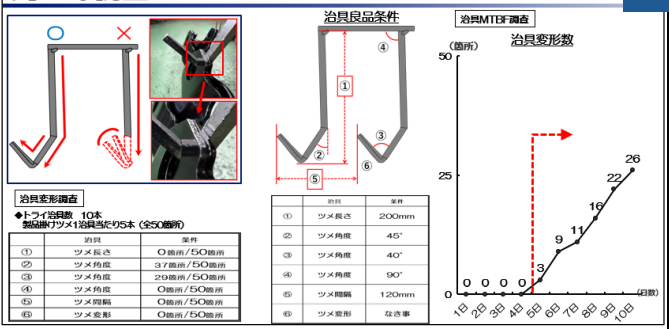 ○ ×
治具変形調査
◆トライ治具数 10本
製品掛けツメ1治具当たり5本 (全50箇所)
治具 条件
① ツメ長さ 0箇所/50箇所
② ツメ角度 37箇所/50箇所
③ ツメ角度 29箇所/50箇所
④ ツメ角度 0箇所/50箇所
⑤ ツメ間隔 0箇所/50箇所
⑥ ツメ変形 0箇所/50箇所
治具良品条件
④
①
③
②
⑥
⑤
治具 条件
① ツメ長さ 200mm
② ツメ角度 45°
③ ツメ角度 40°
④ ツメ角度 90°
⑤ ツメ間隔 120mm
⑥ ツメ変形 なき事
治具MTBF調査
治具変形数
(箇所)
50
25
0
0 0 0 0 3 9 11 16 22 26
(日数)
1日 2日 3日 4日 5日 6日 7日 8日 9日 10日